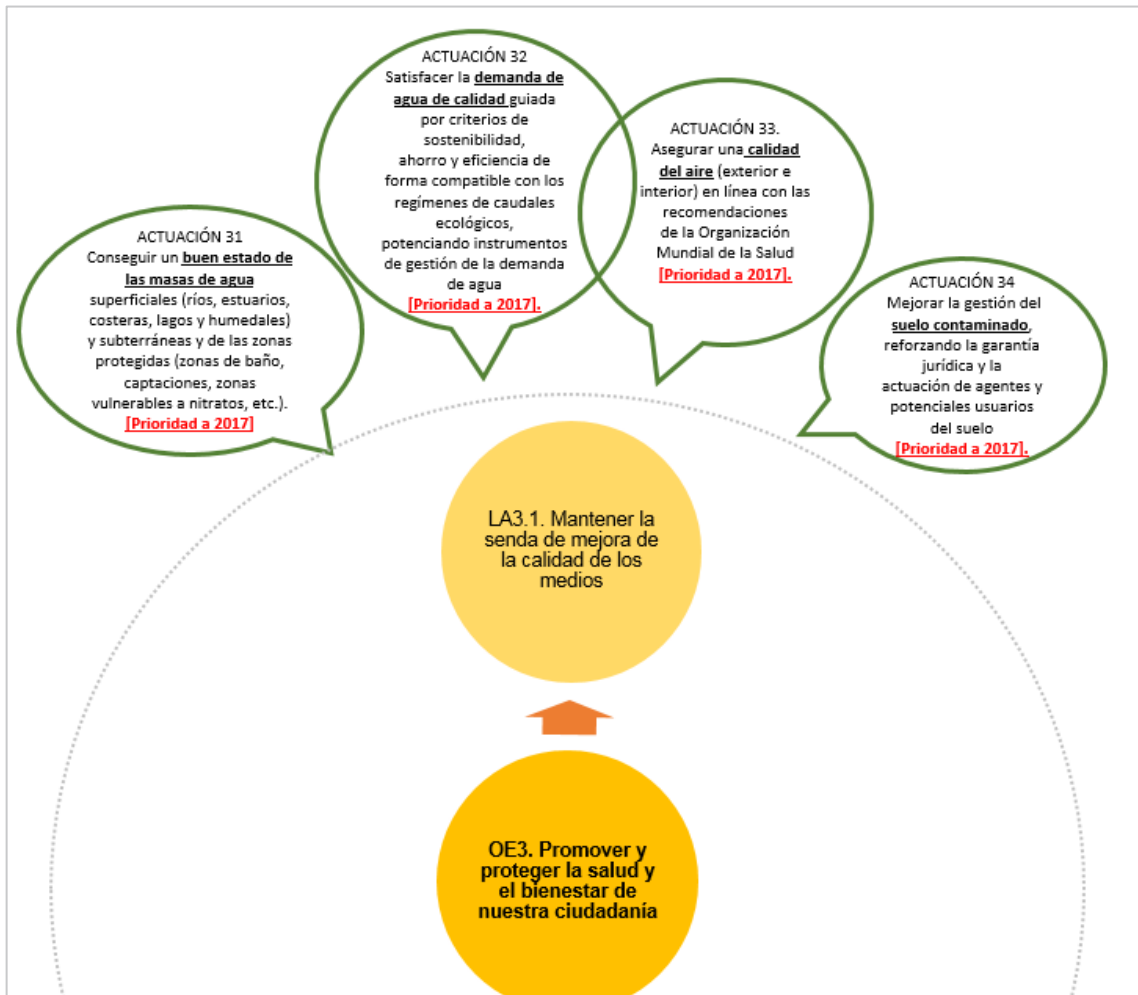 ACTUACIÓN 31
Conseguir un buen estado de
las masas de agua
superficiales (ríos, estuarios,
costeras, lagos y humedales)
y subterráneas y de las zonas
protegidas (zonas de baño,
captaciones, zonas
vulnerables a nitratos, etc.).
[Prioridad a 2017]
ACTUACIÓN 32
Satisfacer la demanda de
agua de calidad guiada
por criterios de
sostenibilidad,
ahorro y eficiencia de
forma compatible con los
regímenes de caudales
ecológicos,
potenciando instrumentos
de gestión de la demanda
de agua
[Prioridad a 2017].
ACTUACIÓN 33.
Asegurar una calidad
del aire (exterior e
interior) en línea con las
recomendaciones
de la Organización
Mundial de la Salud
[Prioridad a 2017].
ACTUACIÓN 34
Mejorar la gestión del
suelo contaminado,
reforzando la garantía
jurídica y la
actuación de agentes y
potenciales usuarios
del suelo
[Prioridad a 2017].
LA3.1. Mantener la
senda de mejora de
la calidad de los
medios
OE3. Promover y
proteger la salud y
el bienestar de
nuestra ciudadanía